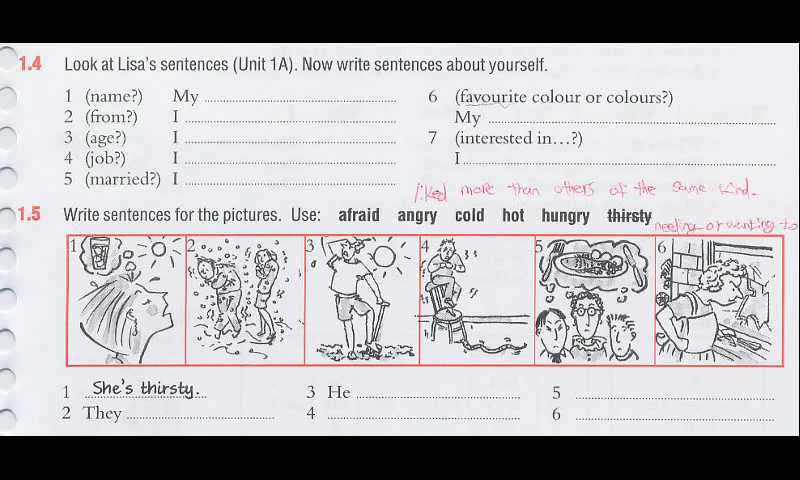 1.4 Look at Lisa's sentences (Unit 1A). Now write sentences about yourself.
1 (name?) My
2 (from?) I
3 (age?) I
4 (job?) I
5 (married?) I
6 (favourite colour or colours?)
My
7 (interested in...?)
I
liked more than others of the same kind.
1.5 Write sentences for the pictures. Use: afraid angry cold hot hungry thirsty
needing or wanting to
1 2 3 4 5 6
1 She's thirsty.
2 They
3 He
4
5
6